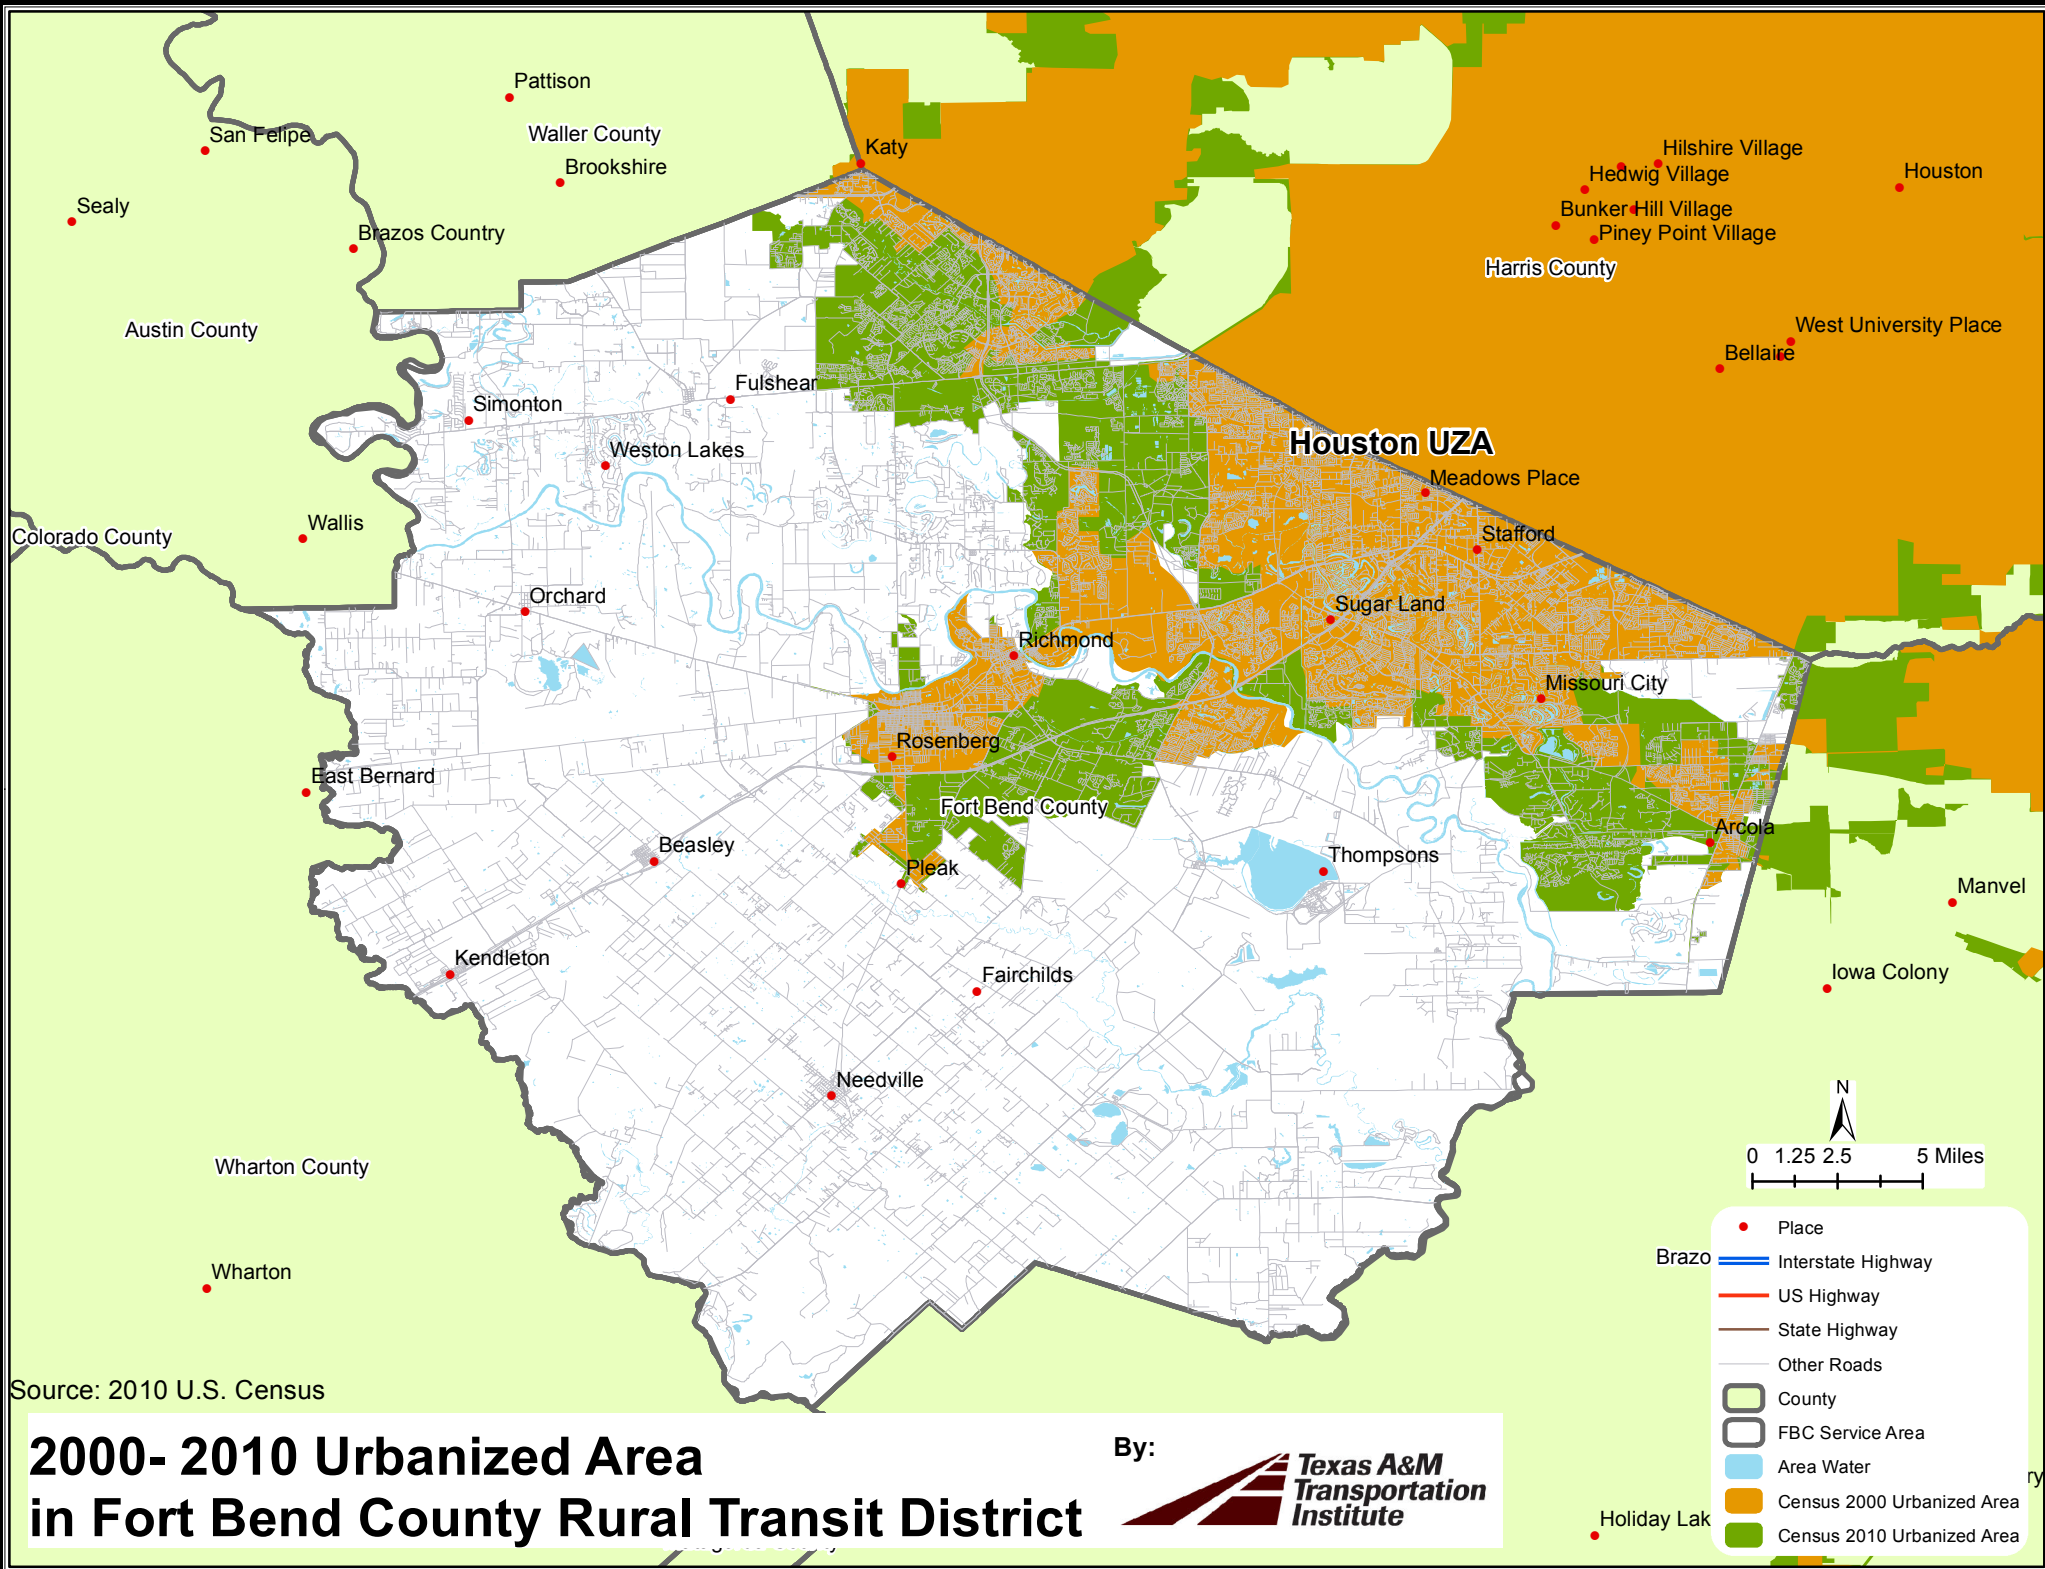 Pattison
San Felipe
Waller County
Katy
Hilshire Village
Brookshire
Hedwig Village
Houston
Sealy
Bunker Hill Village
Brazos Country
Piney Point Village
Harris County
Austin County
West University Place
Bellaire
Fulshear
Simonton
Houston UZA
Weston Lakes
Meadows Place
Wallis
Colorado County
Stafford
Orchard
Sugar Land
Richmond
Missouri City
Rosenberg
East Bernard
Fort Bend County
Arcola
Beasley
Thompsons
Pleak
Manvel
Kendleton
Fairchilds
Iowa Colony
Needville
N
0 1.25 2.5 5 Miles
Wharton County
Place
Brazo
Interstate Highway
Wharton
US Highway
State Highway
Other Roads
Source: 2010 U.S. Census
County
FBC Service Area
2000- 2010 Urbanized Area
in Fort Bend County Rural Transit District
By:
Texas A&M
Transportation
Institute
Area Water
ry
Census 2000 Urbanized Area
Holiday Lak
Census 2010 Urbanized Area